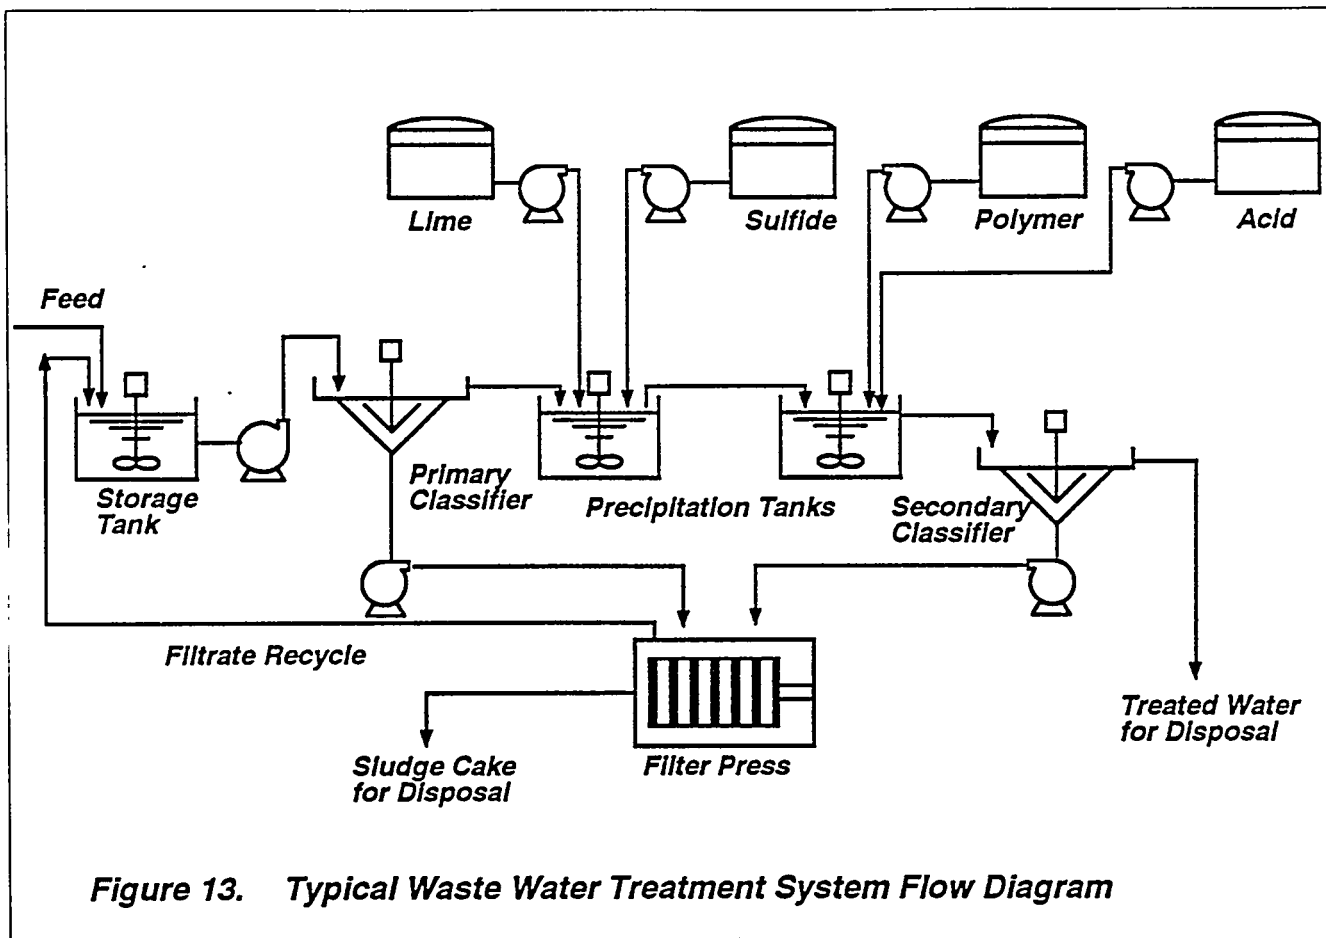 Lime
Sulfide
Polymer
Acid
Feed
Storage
Tank
Primary
Classifier
Precipitation Tanks
Secondary
Classifier
Filtrate Recycle
Treated Water
for Disposal
Sludge Cake
for Disposal
Filter Press
Figure 13. Typical Waste Water Treatment System Flow Diagram